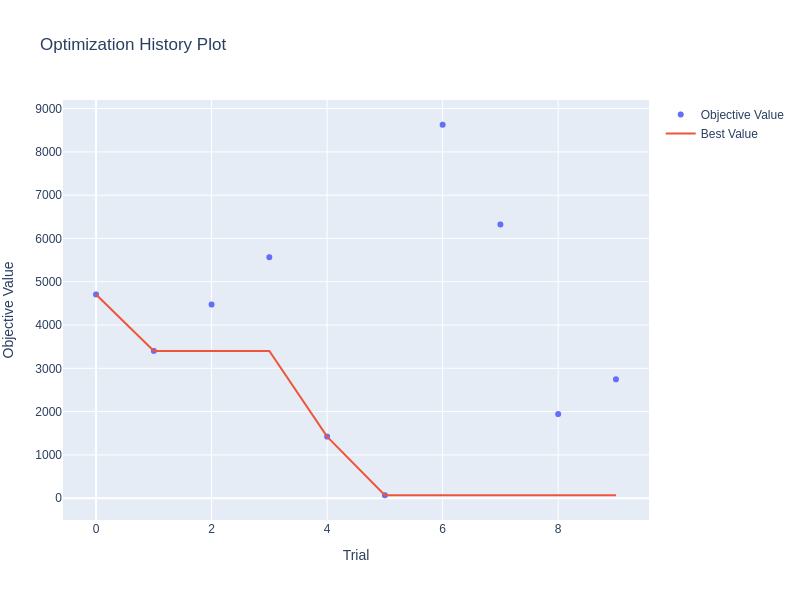 Optimization History Plot
9000
8000
7000
6000
5000
4000
3000
2000
1000
0
Objective Value
0 2 4 6 8
Trial
Objective Value
Best Value